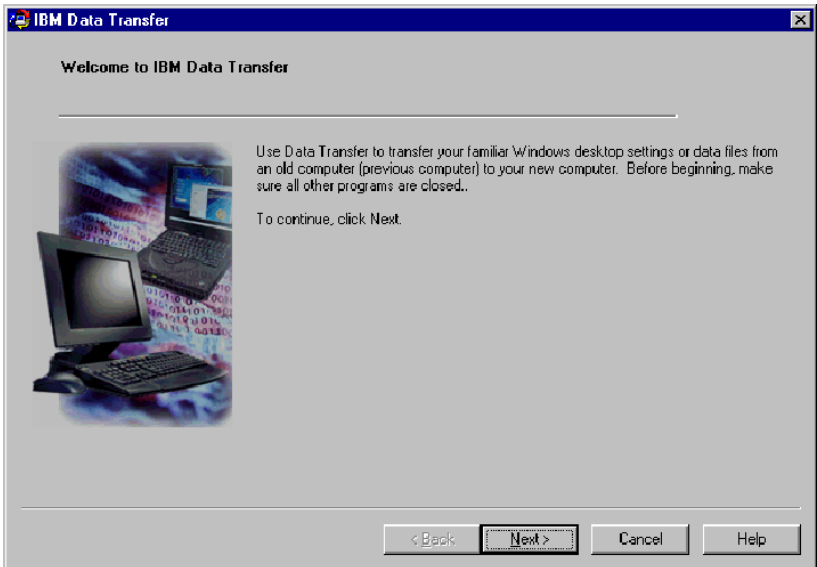 IBM Data Transfer
Welcome to IBM Data Transfer
Use Data Transfer to transfer your familiar Windows desktop settings or data files from
an old computer (previous computer) to your new computer. Before beginning, make
sure all other programs are closed..
To continue, click Next.
< Back
Next >
Cancel
Help